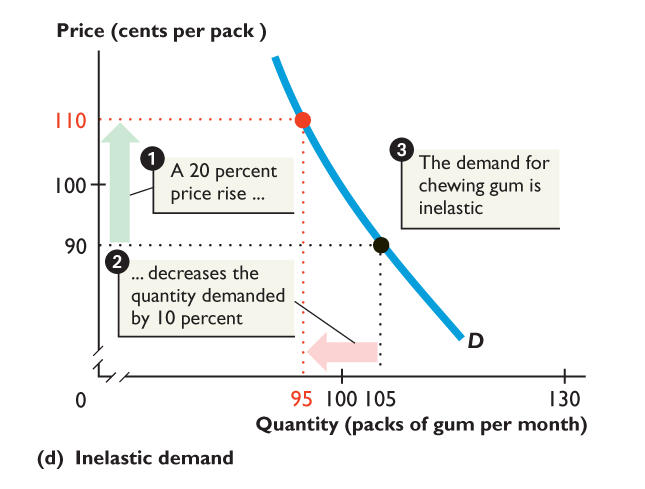 Price (cents per pack )
110
1
A 20 percent
price rise ...
3
The demand for
chewing gum is
inelastic
100
90
2
... decreases the
quantity demanded
by 10 percent
D
0
95 100 105 130
Quantity (packs of gum per month)
(d) Inelastic demand